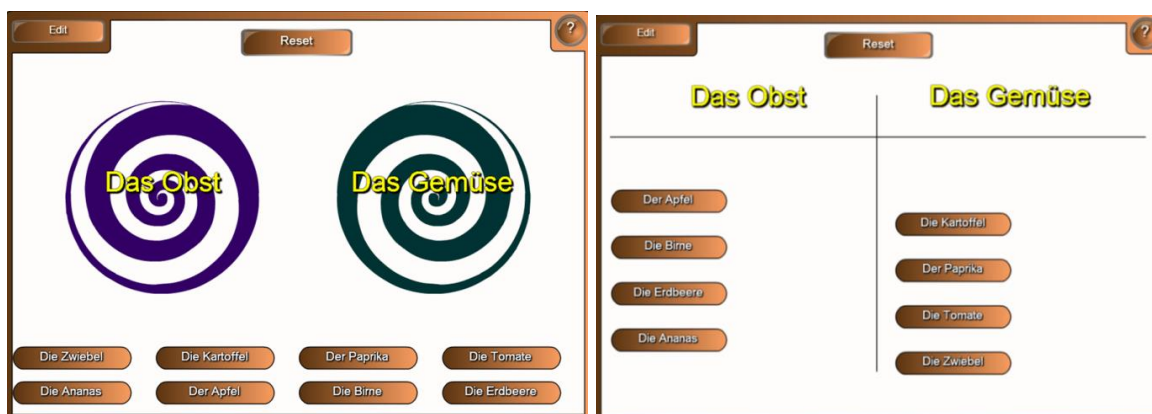 Edit
Reset
?
Das Obst
Das Gemüse
Die Zwiebel
Die Kartoffel
Der Paprika
Die Tomate
Die Ananas
Der Apfel
Die Birne
Die Erdbeere
Edit
Reset
?
Das Obst
Das Gemüse
Der Apfel
Die Birne
Die Erdbeere
Die Ananas
Die Kartoffel
Der Paprika
Die Tomate
Die Zwiebel